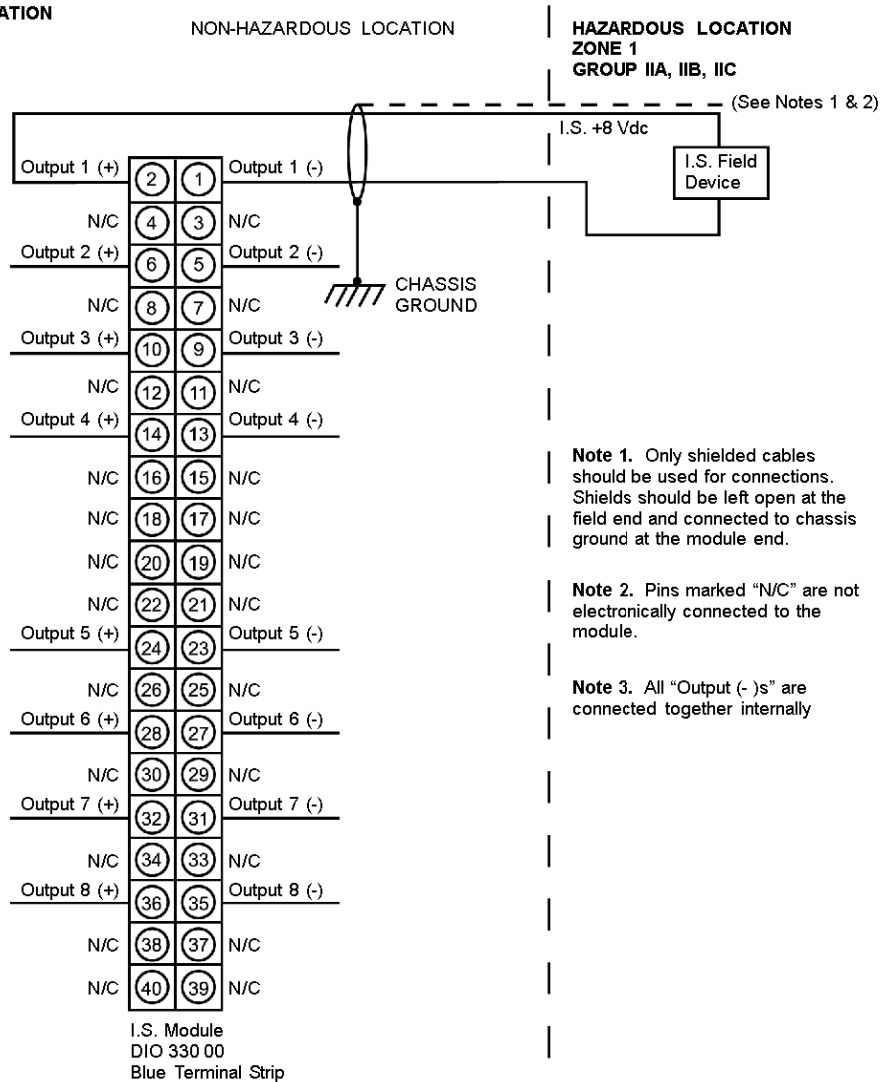 ATION
NON-HAZARDOUS LOCATION
HAZARDOUS LOCATION
ZONE 1
GROUP IIA, IIB, IIC
(See Notes 1 & 2)
I.S. +8 Vdc
I.S. Field
Device
Output 1 (+) 2 1 Output 1 (-)
N/C 4 3 N/C
Output 2 (+) 6 5 Output 2 (-)
CHASSIS
GROUND
N/C 8 7 N/C
Output 3 (+) 10 9 Output 3 (-)
N/C 12 11 N/C
Output 4 (+) 14 13 Output 4 (-)
N/C 16 15 N/C
N/C 18 17 N/C
N/C 20 19 N/C
N/C 22 21 N/C
Output 5 (+) 24 23 Output 5 (-)
N/C 26 25 N/C
Output 6 (+) 28 27 Output 6 (-)
N/C 30 29 N/C
Output 7 (+) 32 31 Output 7 (-)
N/C 34 33 N/C
Output 8 (+) 36 35 Output 8 (-)
N/C 38 37 N/C
N/C 40 39 N/C
I.S. Module
DIO 330 00
Blue Terminal Strip
Note 1. Only shielded cables
should be used for connections.
Shields should be left open at the
field end and connected to chassis
ground at the module end.
Note 2. Pins marked “N/C” are not
electronically connected to the
module.
Note 3. All “Output (- )s” are
connected together internally